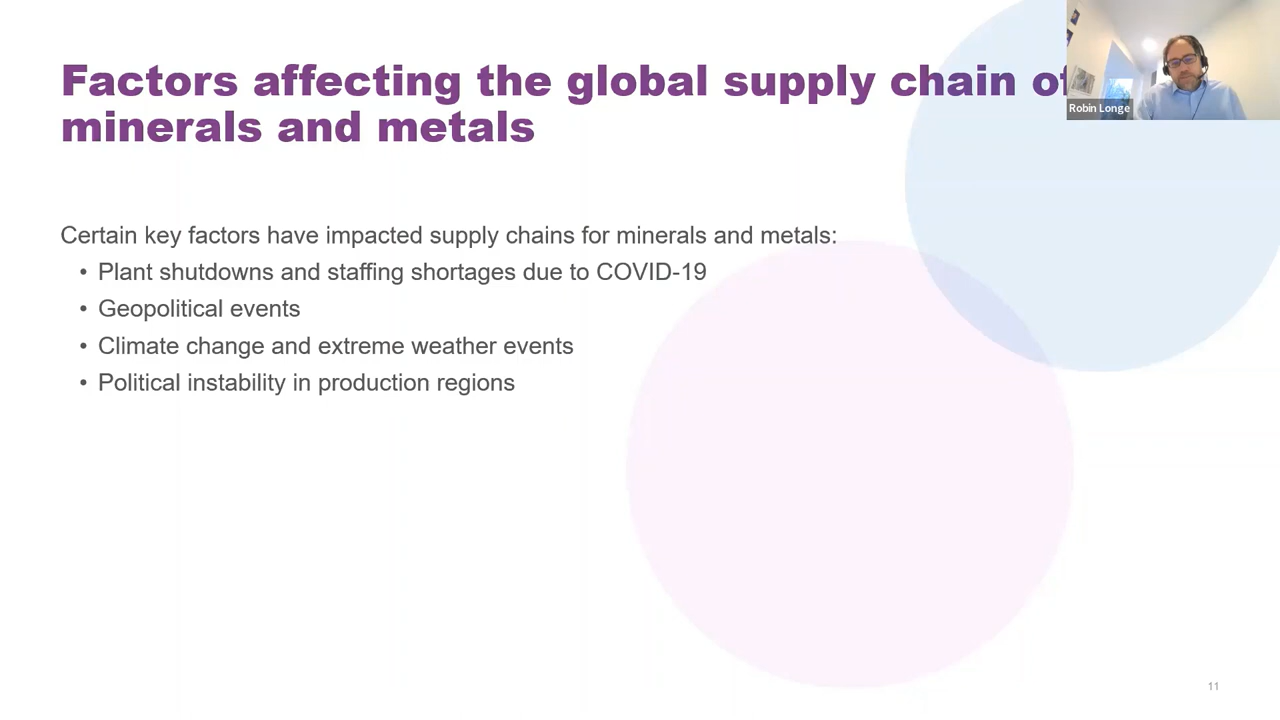 Factors affecting the global supply chain of
minerals and metals
Robin Longe
Certain key factors have impacted supply chains for minerals and metals:
• Plant shutdowns and staffing shortages due to COVID-19
• Geopolitical events
• Climate change and extreme weather events
• Political instability in production regions
11